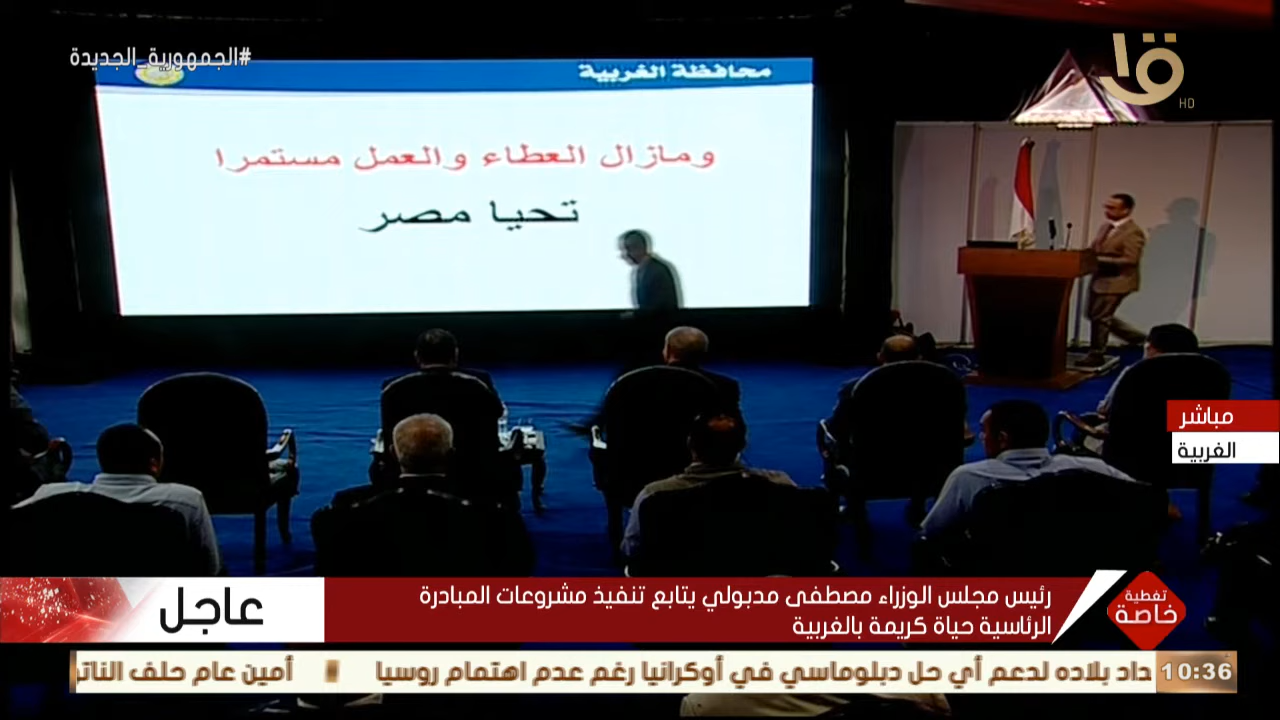 #الجمهورية_الجديدة
محافظة الغربية
ومازال العطاء والعمل مستمرا
تحيا مصر
HD
مباشر
الغربية
تغطية
خاصة
رئيس مجلس الوزراء مصطفى مدبولي يتابع تنفيذ مشروعات المبادرة
الرئاسية حياة كريمة بالغربية
عاجل
10:36
داد بلاده لدعم أي حل دبلوماسي في أوكرانيا رغم عدم اهتمام روسيا
أمين عام حلف الناتو